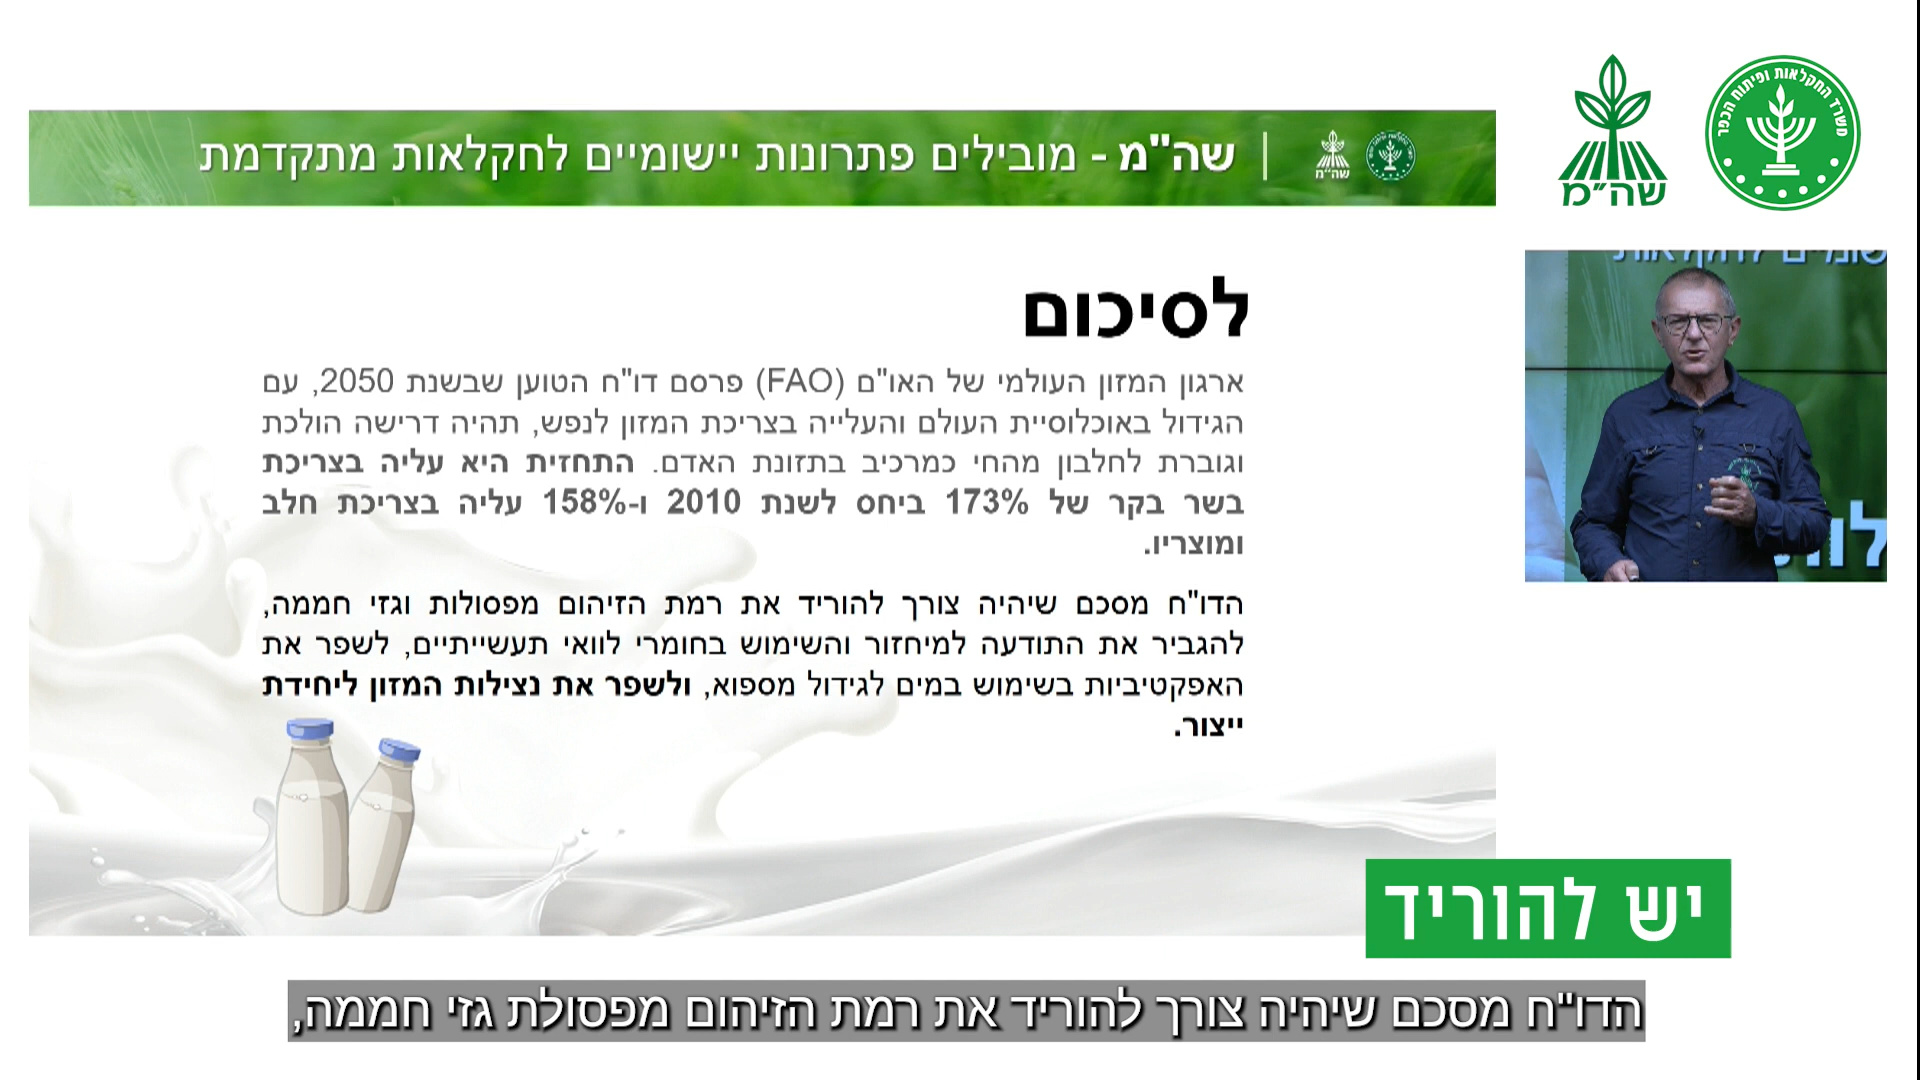 שה"מ - מובילים פתרונות יישומיים לחקלאות מתקדמת
שה"מ
שה״מ
משרד החקלאות ופיתוח הכפר
לסיכום
ארגון המזון העולמי של האו"ם (FAO) פרסם דו"ח הטוען שבשנת 2050, עם
הגידול באוכלוסיית העולם והעלייה בצריכת המזון לנפש, תהיה דרישה הולכת
וגוברת לחלבון מהחי כמרכיב בתזונת האדם. התחזית היא עליה בצריכת
בשר בקר של 173% ביחס לשנת 2010 ו-158% עליה בצריכת חלב
ומוצריו.
הדו"ח מסכם שיהיה צורך להוריד את רמת הזיהום מפסולות וגזי חממה,
להגביר את התודעה למיחזור והשימוש בחומרי לוואי תעשייתיים, לשפר את
האפקטיביות בשימוש במים לגידול מספוא, ולשפר את נצילות המזון ליחידת
ייצור.
יש להוריד
הדו"ח מסכם שיהיה צורך להוריד את רמת הזיהום מפסולת גזי חממה,